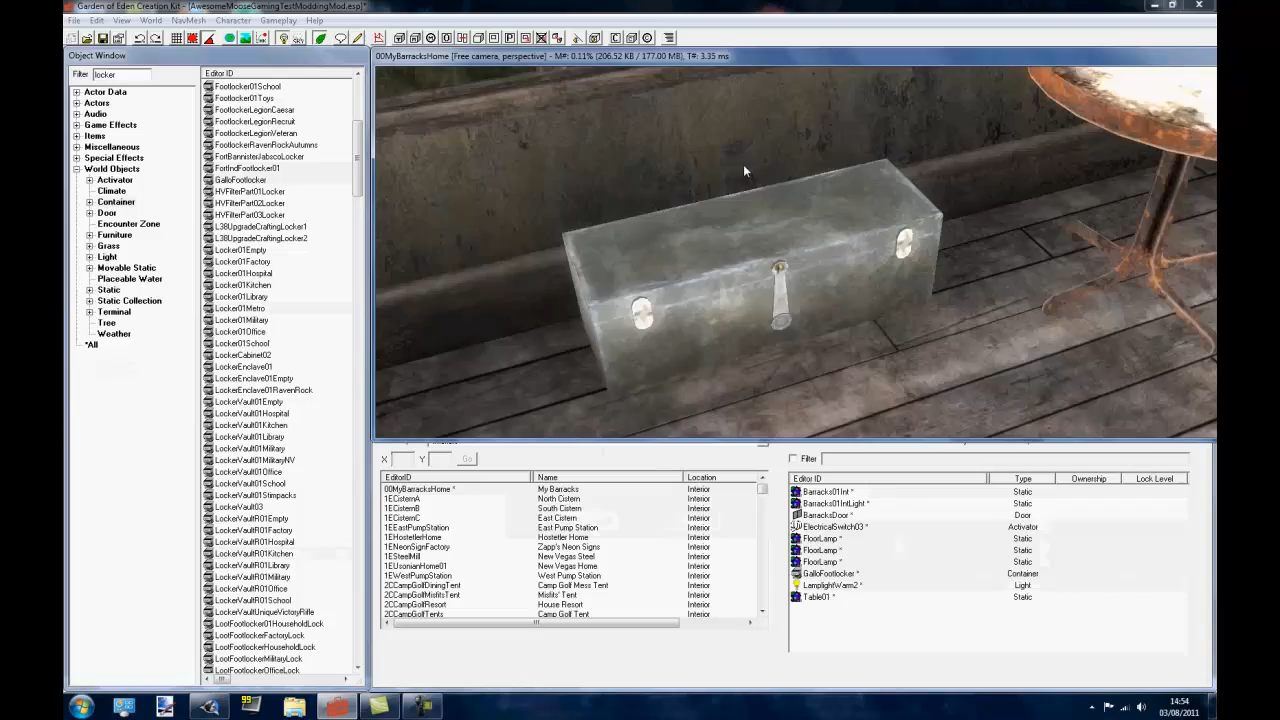 Garden of Eden Creation Kit - [AwesomeMooseGamingTestModdingMod.esp]*
File Edit View World NavMesh Character Gameplay Help
Object Window
Filter locker
Actor Data
Actors
Audio
Game Effects
Items
Miscellaneous
Special Effects
World Objects
Activator
Climate
Container
Door
Encounter Zone
Furniture
Grass
Light
Movable Static
Placeable Water
Static
Static Collection
Terminal
Tree
Weather
*All
Editor ID
Footlocker01School
Footlocker01Toys
FootlockerLegionCaesar
FootlockerLegionRecruit
FootlockerLegionVeteran
FootlockerRavenRockAutumns
FortBannisterJabscoLocker
FortIndFootlocker01
GalloFootlocker
HVFilterPart01Locker
HVFilterPart02Locker
HVFilterPart03Locker
L38UpgradeCraftingLocker1
L38UpgradeCraftingLocker2
Locker01Empty
Locker01Factory
Locker01Hospital
Locker01Kitchen
Locker01Library
Locker01Metro
Locker01Military
Locker01Office
Locker01School
LockerCabinet02
LockerEnclave01
LockerEnclave01Empty
LockerEnclave01RavenRock
LockerVault01Empty
LockerVault01Hospital
LockerVault01Kitchen
LockerVault01Library
LockerVault01Military
LockerVault01MilitaryNV
LockerVault01Office
LockerVault01School
LockerVault01Stimpacks
LockerVault03
LockerVaultR01Empty
LockerVaultR01Factory
LockerVaultR01Hospital
LockerVaultR01Kitchen
LockerVaultR01Library
LockerVaultR01Military
LockerVaultR01Office
LockerVaultR01School
LockerVaultUniqueVictoryRifle
LootFootlocker01HouseholdLock
LootFootlockerFactoryLock
LootFootlockerHouseholdLock
LootFootlockerMilitaryLock
LootFootlockerOfficeLock
00MyBarracksHome [Free camera, perspective] - M#: 0.11% (206.52 KB / 177.00 MB), T#: 3.35 ms
X Y Go
EditorID Name Location
00MyBarracksHome * My Barracks Interior
1ECisternA North Cistern Interior
1ECisternB South Cistern Interior
1ECisternC East Cistern Interior
1EEastPumpStation East Pump Station Interior
1EHostellerHome Hosteller Home Interior
1ENeonSignFactory Zapp's Neon Signs Interior
1ESteelMill New Vegas Steel Interior
1EUsonianHome01 New Vegas Home Interior
1EWestPumpStation West Pump Station Interior
2CCampGolfDiningTent Camp Golf Mess Tent Interior
2CCampGolfMisfitsTent Misfits' Tent Interior
2CCampGolfResort House Resort Interior
2CCampGolfTents Camp Golf Tent Interior
Filter
Editor ID Type Ownership Lock Level
Barracks01Int * Static
Barracks01IntLight * Static
BarracksDoor * Door
ElectricalSwitch03 * Activator
FloorLamp * Static
FloorLamp * Static
FloorLamp * Static
GalloFootlocker * Container
LamplightWarm2 * Light
Table01 * Static
99
14:54
03/08/2011